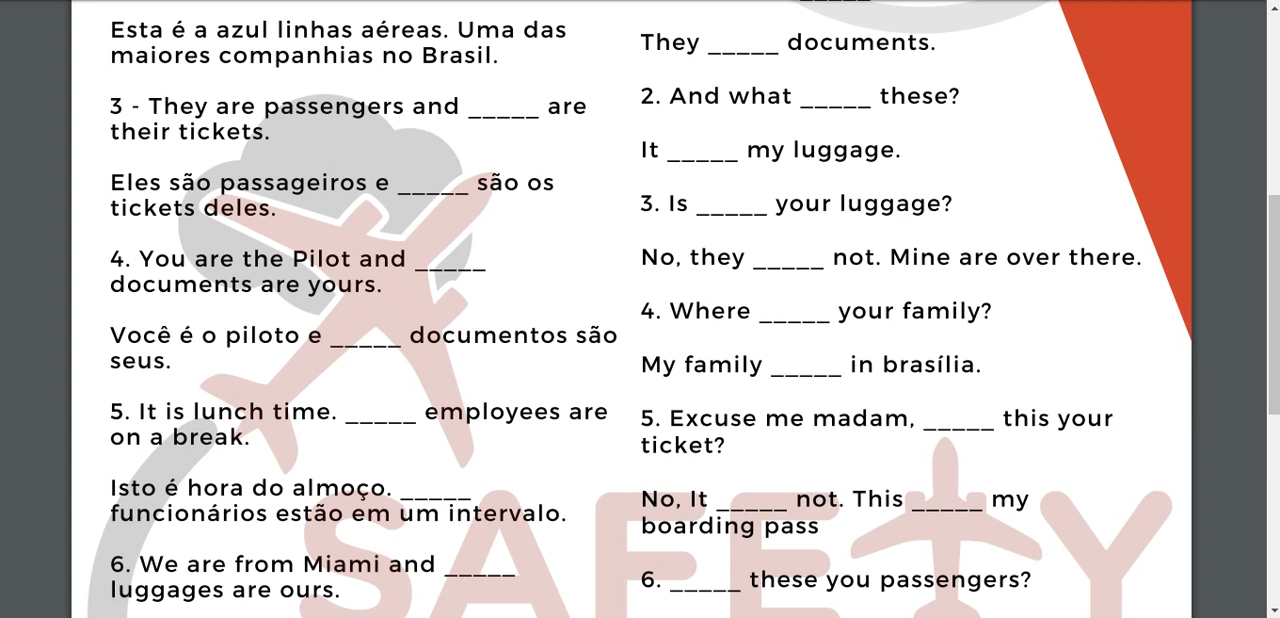 Esta é a azul linhas aéreas. Uma das
maiores companhias no Brasil.
3 - They are passengers and _____ are
their tickets.
Eles são passageiros e _____ são os
tickets deles.
4. You are the Pilot and _____
documents are yours.
Você é o piloto e _____ documentos são
seus.
5. It is lunch time. _____ employees are
on a break.
Isto é hora do almoço. _____
funcionários estão em um intervalo.
6. We are from Miami and _____
luggages are ours.
They _____ documents.
2. And what _____ these?
It _____ my luggage.
3. Is _____ your luggage?
No, they _____ not. Mine are over there.
4. Where _____ your family?
My family _____ in brasília.
5. Excuse me madam, _____ this your
ticket?
No, It _____ not. This _____ my
boarding pass
6. _____ these you passengers?
SAFETY